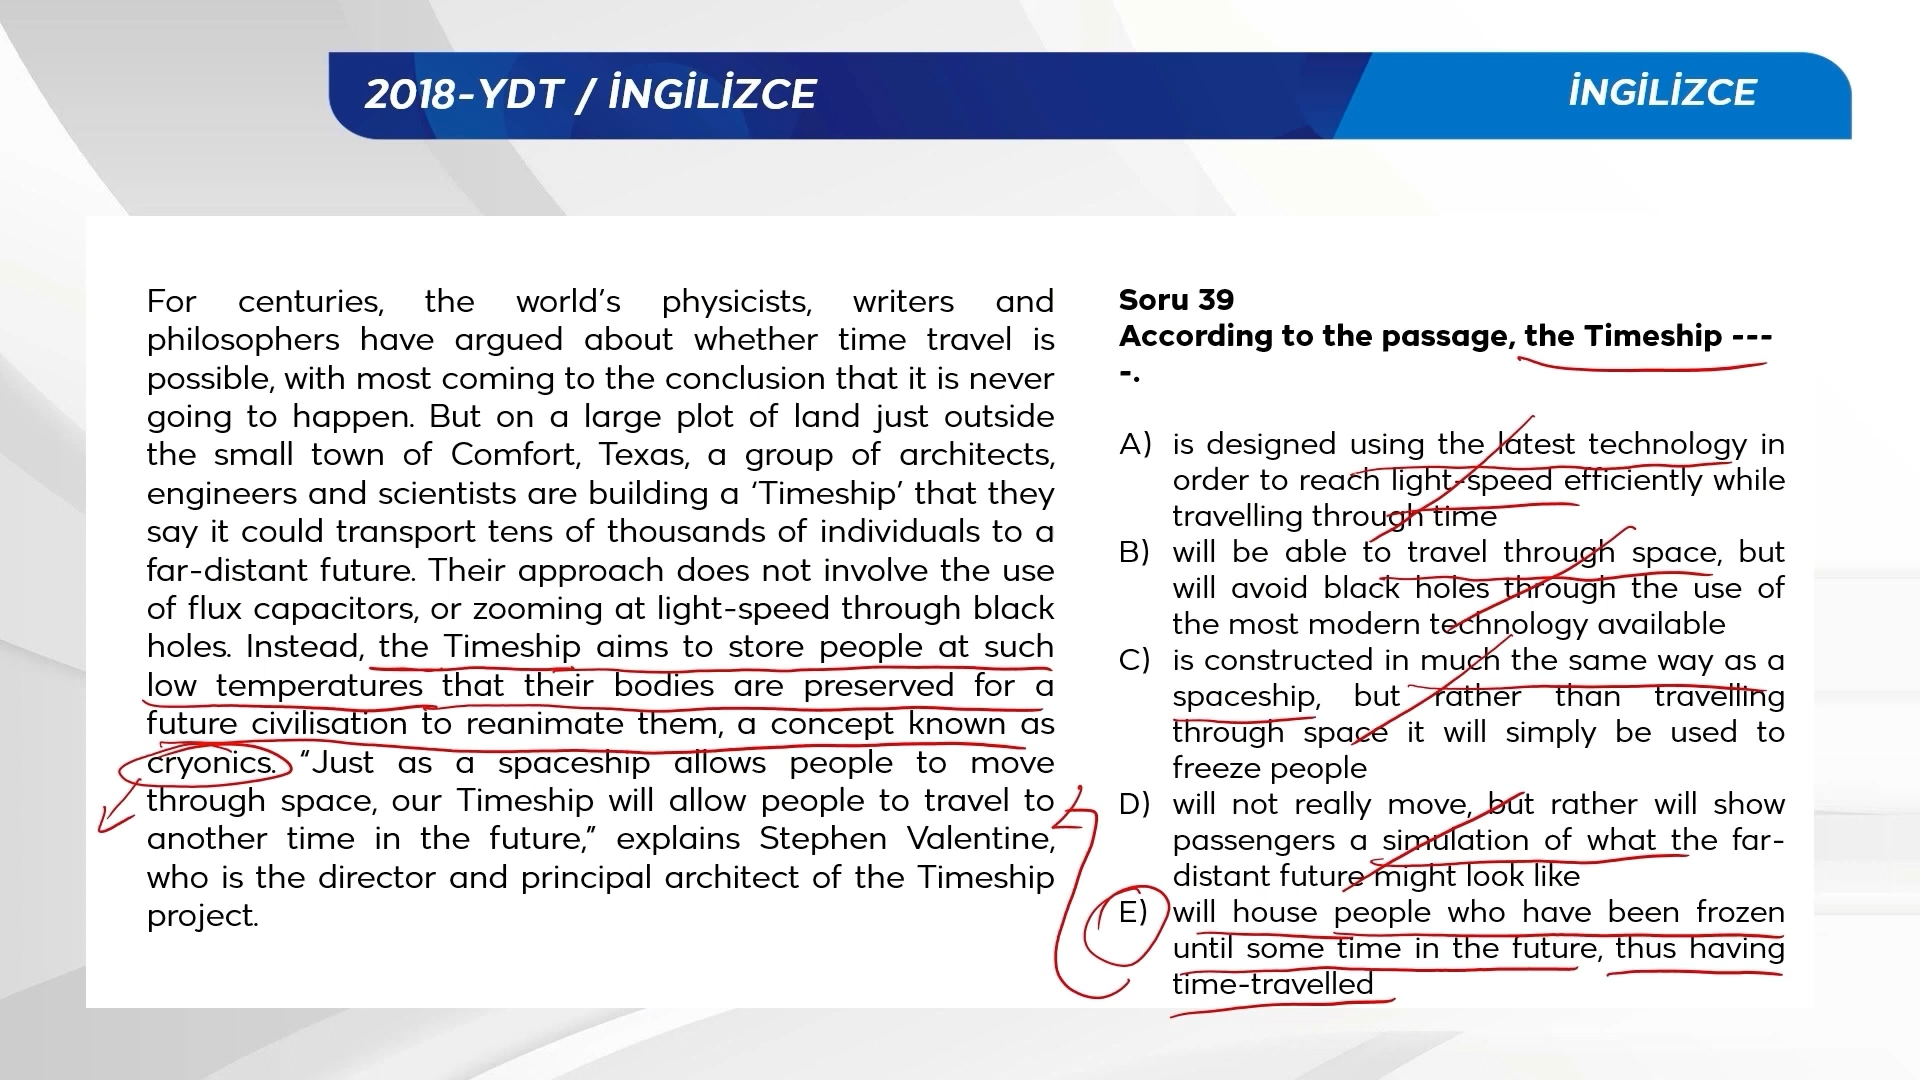 2018-YDT / İNGİLİZCE
İNGİLİZCE
For centuries, the world's physicists, writers and
philosophers have argued about whether time travel is
possible, with most coming to the conclusion that it is never
going to happen. But on a large plot of land just outside
the small town of Comfort, Texas, a group of architects,
engineers and scientists are building a ‘Timeship’ that they
say it could transport tens of thousands of individuals to a
far-distant future. Their approach does not involve the use
of flux capacitors, or zooming at light-speed through black
holes. Instead, the Timeship aims to store people at such
low temperatures that their bodies are preserved for a
future civilisation to reanimate them, a concept known as
cryonics. “Just as a spaceship allows people to move
through space, our Timeship will allow people to travel to
another time in the future,” explains Stephen Valentine,
who is the director and principal architect of the Timeship
project.
Soru 39
According to the passage, the Timeship ---
-.
A) is designed using the latest technology in
order to reach light-speed efficiently while
travelling through time
B) will be able to travel through space, but
will avoid black holes through the use of
the most modern technology available
C) is constructed in much the same way as a
spaceship, but rather than travelling
through space it will simply be used to
freeze people
D) will not really move, but rather will show
passengers a simulation of what the far-
distant future might look like
E) will house people who have been frozen
until some time in the future, thus having
time-travelled